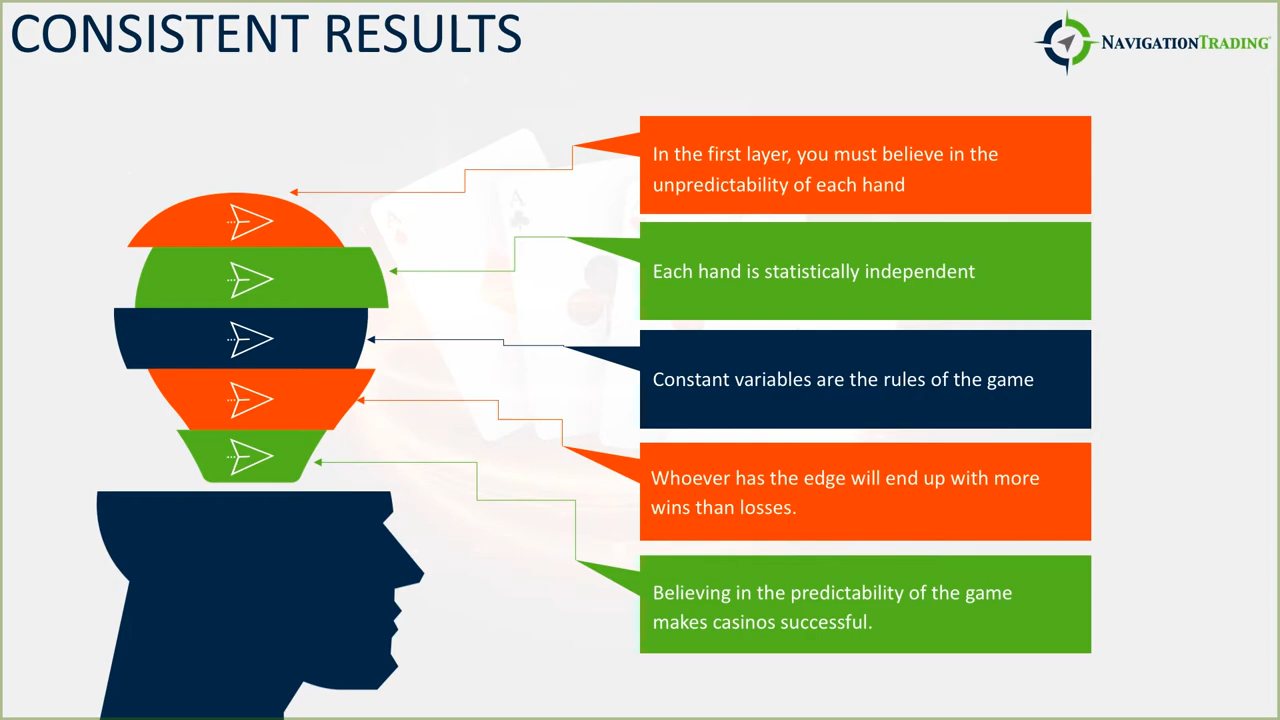 CONSISTENT RESULTS
NAVIGATIONTRADING
In the first layer, you must believe in the
unpredictability of each hand
Each hand is statistically independent
Constant variables are the rules of the game
Whoever has the edge will end up with more
wins than losses.
Believing in the predictability of the game
makes casinos successful.
A
A